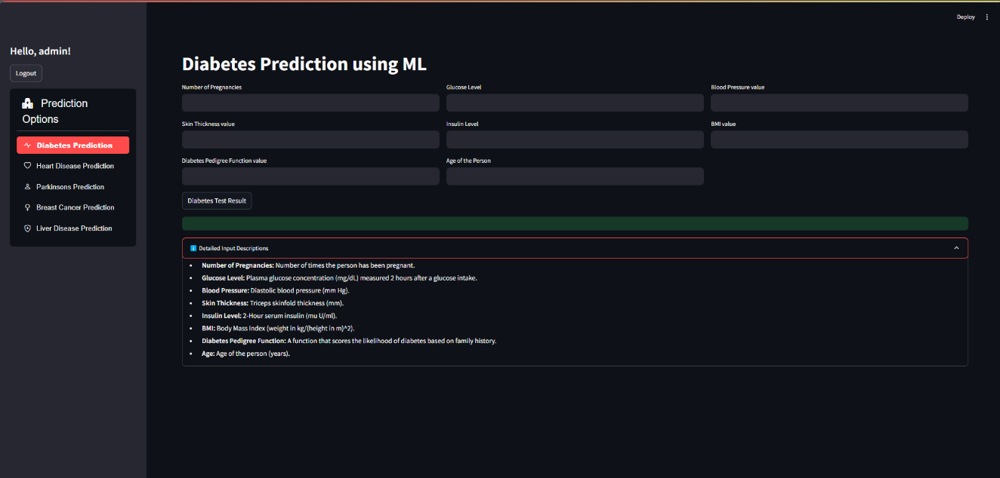 Deploy
Hello, admin!
Logout
Prediction
Options
Diabetes Prediction
Heart Disease Prediction
Parkinsons Prediction
Breast Cancer Prediction
Liver Disease Prediction
Diabetes Prediction using ML
Number of Pregnancies
Glucose Level
Blood Pressure value
Skin Thickness value
Insulin Level
BMI value
Diabetes Pedigree Function value
Age of the Person
Diabetes Test Result
Detailed Input Descriptions
• Number of Pregnancies: Number of times the person has been pregnant.
• Glucose Level: Plasma glucose concentration (mg/dL) measured 2 hours after a glucose intake.
• Blood Pressure: Diastolic blood pressure (mm Hg).
• Skin Thickness: Triceps skinfold thickness (mm).
• Insulin Level: 2-Hour serum insulin (mu U/ml).
• BMI: Body Mass Index (weight in kg/(height in m)^2).
• Diabetes Pedigree Function: A function that scores the likelihood of diabetes based on family history.
• Age: Age of the person (years).